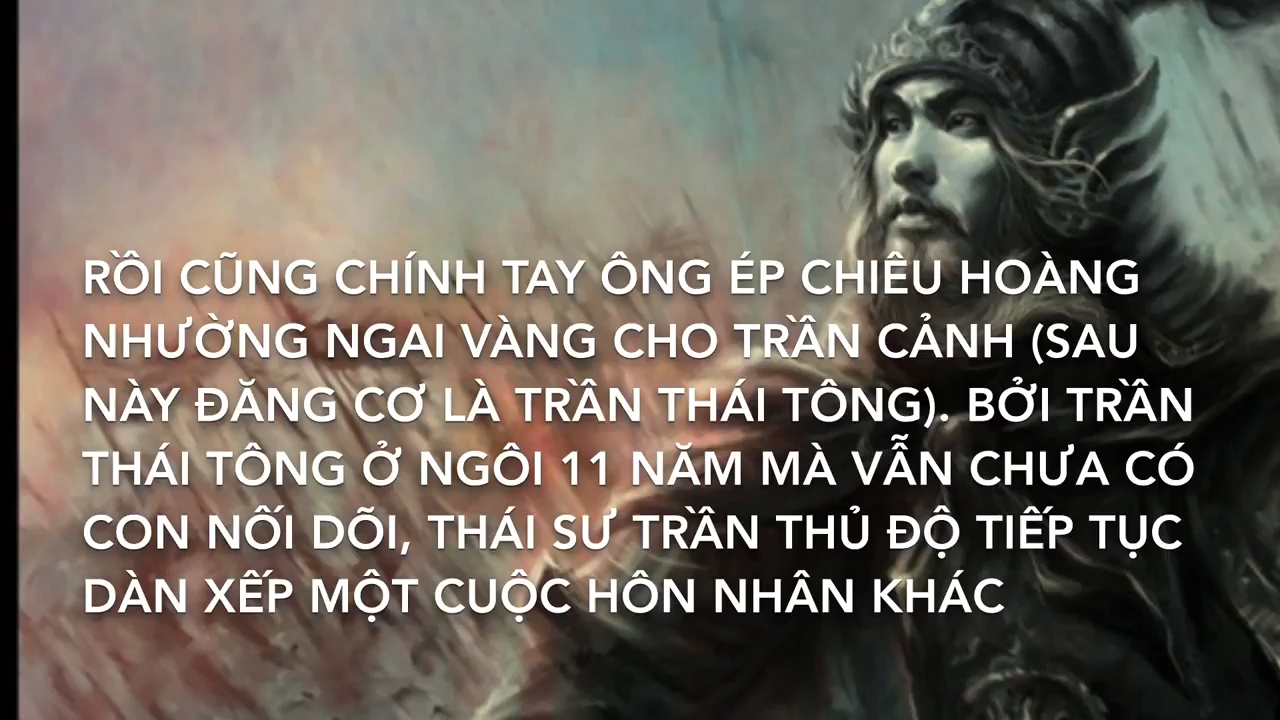 RỒI CŨNG CHÍNH TAY ÔNG ÉP CHIÊU HOÀNG
NHƯỜNG NGAI VÀNG CHO TRẦN CẢNH (SAU
NÀY ĐĂNG CƠ LÀ TRẦN THÁI TÔNG). BỞI TRẦN
THÁI TÔNG Ở NGÔI 11 NĂM MÀ VẪN CHƯA CÓ
CON NỐI DÕI, THÁI SƯ TRẦN THỦ ĐỘ TIẾP TỤC
DÀN XẾP MỘT CUỘC HÔN NHÂN KHÁC